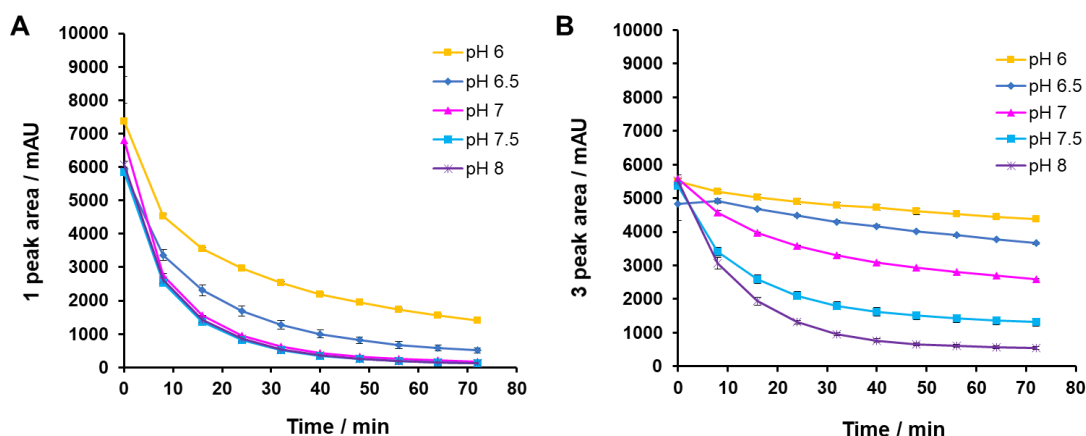 A
1 peak area / mAU
10000
9000
8000
7000
6000
5000
4000
3000
2000
1000
0
0 10 20 30 40 50 60 70 80
Time / min
pH 6
pH 6.5
pH 7
pH 7.5
pH 8
B
3 peak area / mAU
10000
9000
8000
7000
6000
5000
4000
3000
2000
1000
0
0 10 20 30 40 50 60 70 80
Time / min
pH 6
pH 6.5
pH 7
pH 7.5
pH 8